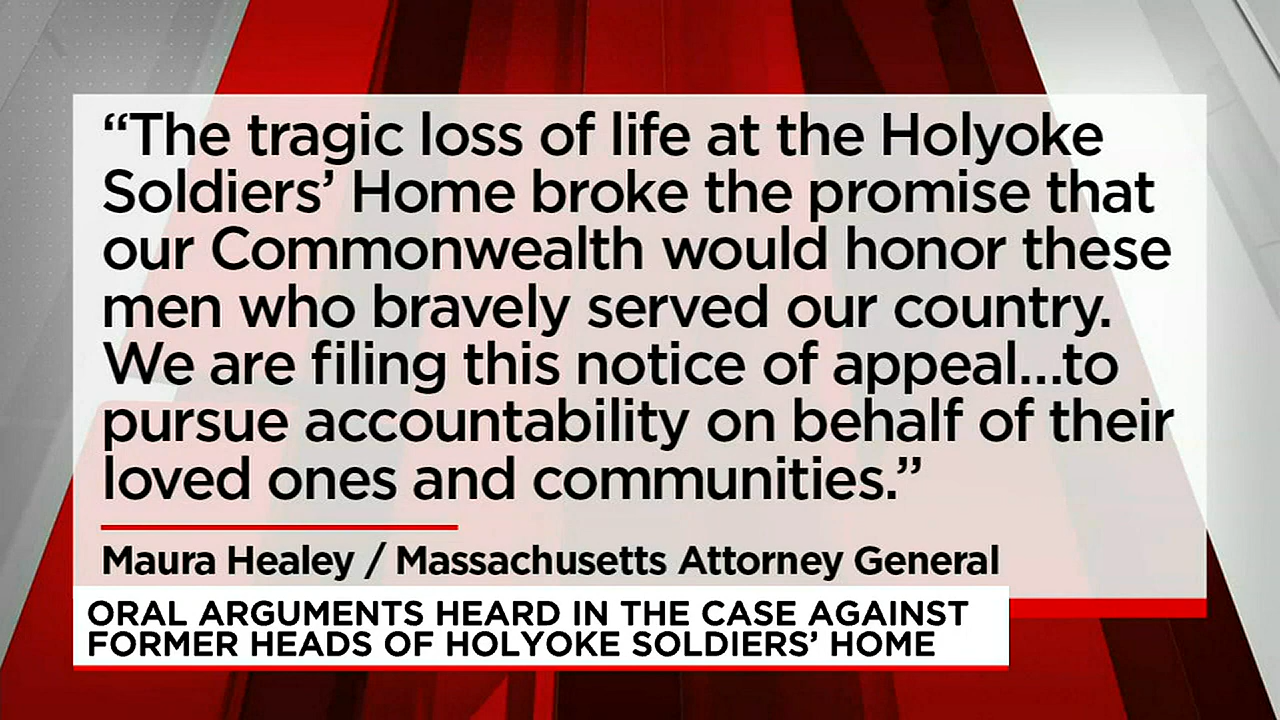 “The tragic loss of life at the Holyoke
Soldiers’ Home broke the promise that
our Commonwealth would honor these
men who bravely served our country.
We are filing this notice of appeal...to
pursue accountability on behalf of their
loved ones and communities.”
Maura Healey / Massachusetts Attorney General
ORAL ARGUMENTS HEARD IN THE CASE AGAINST
FORMER HEADS OF HOLYOKE SOLDIERS’ HOME